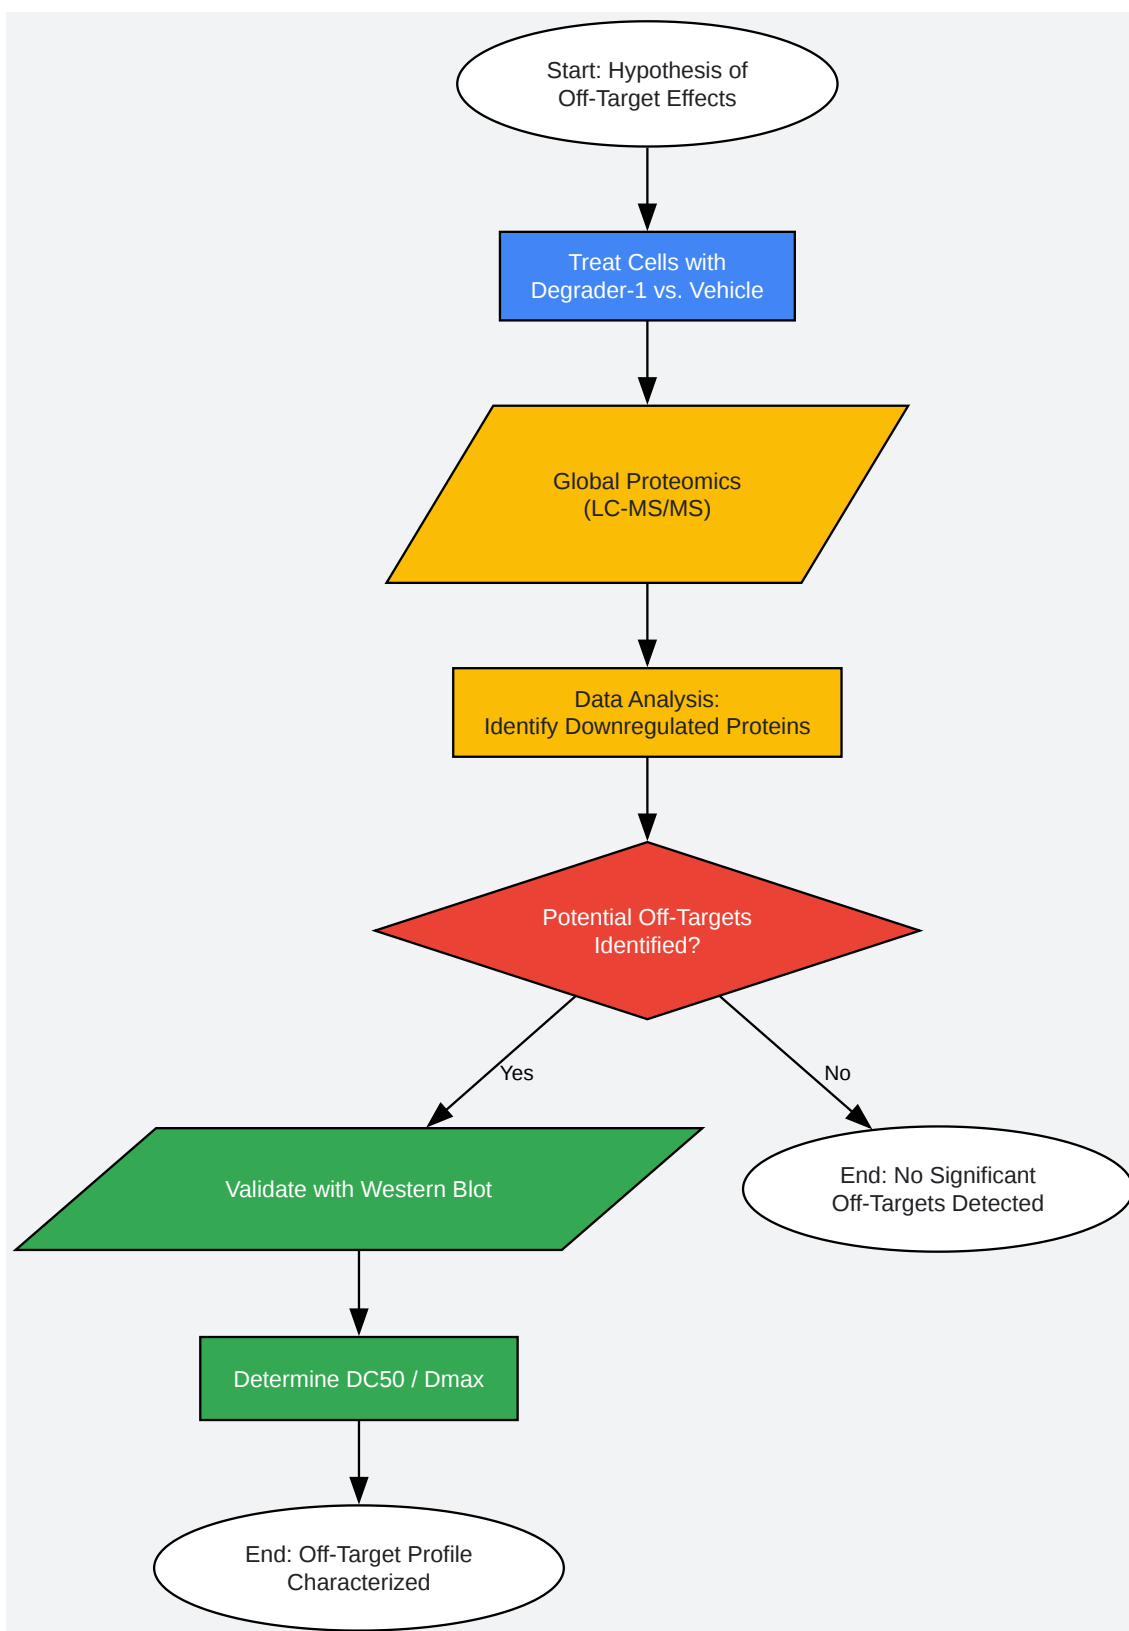 Start: Hypothesis of
Off-Target Effects
Treat Cells with
Degrader-1 vs. Vehicle
Global Proteomics
(LC-MS/MS)
Data Analysis:
Identify Downregulated Proteins
Potential Off-Targets
Identified?
Yes
No
Validate with Western Blot
End: No Significant
Off-Targets Detected
Determine DC50 / Dmax
End: Off-Target Profile
Characterized